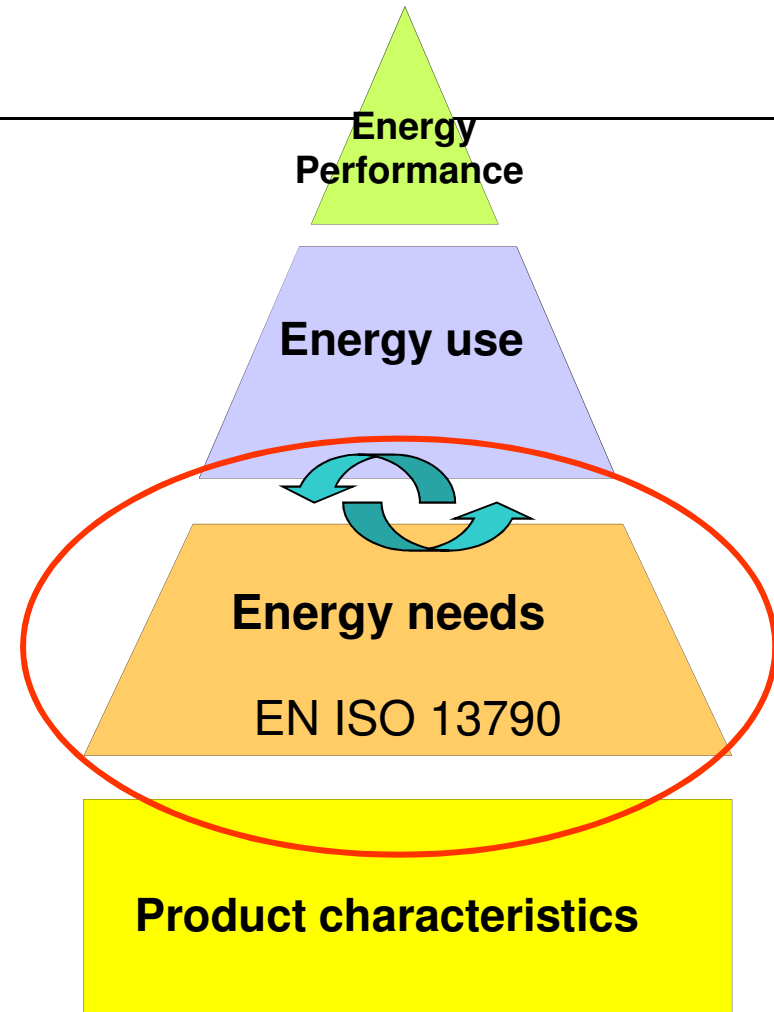 Energy
Performance
Energy use
Energy needs
EN ISO 13790
Product characteristics